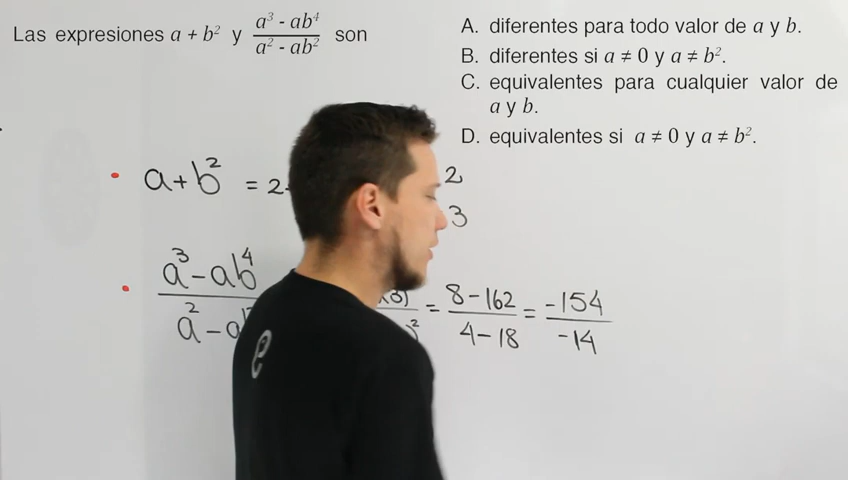 Las expresiones a + b² y (a³ - ab⁴)/(a² - ab²) son
A. diferentes para todo valor de a y b.
B. diferentes si a ≠ 0 y a ≠ b².
C. equivalentes para cualquier valor de
a y b.
D. equivalentes si a ≠ 0 y a ≠ b².
a+b² = 2
2
3
a³-ab⁴
= 8-162 / 4-18 = -154 / -14
a²-a
e